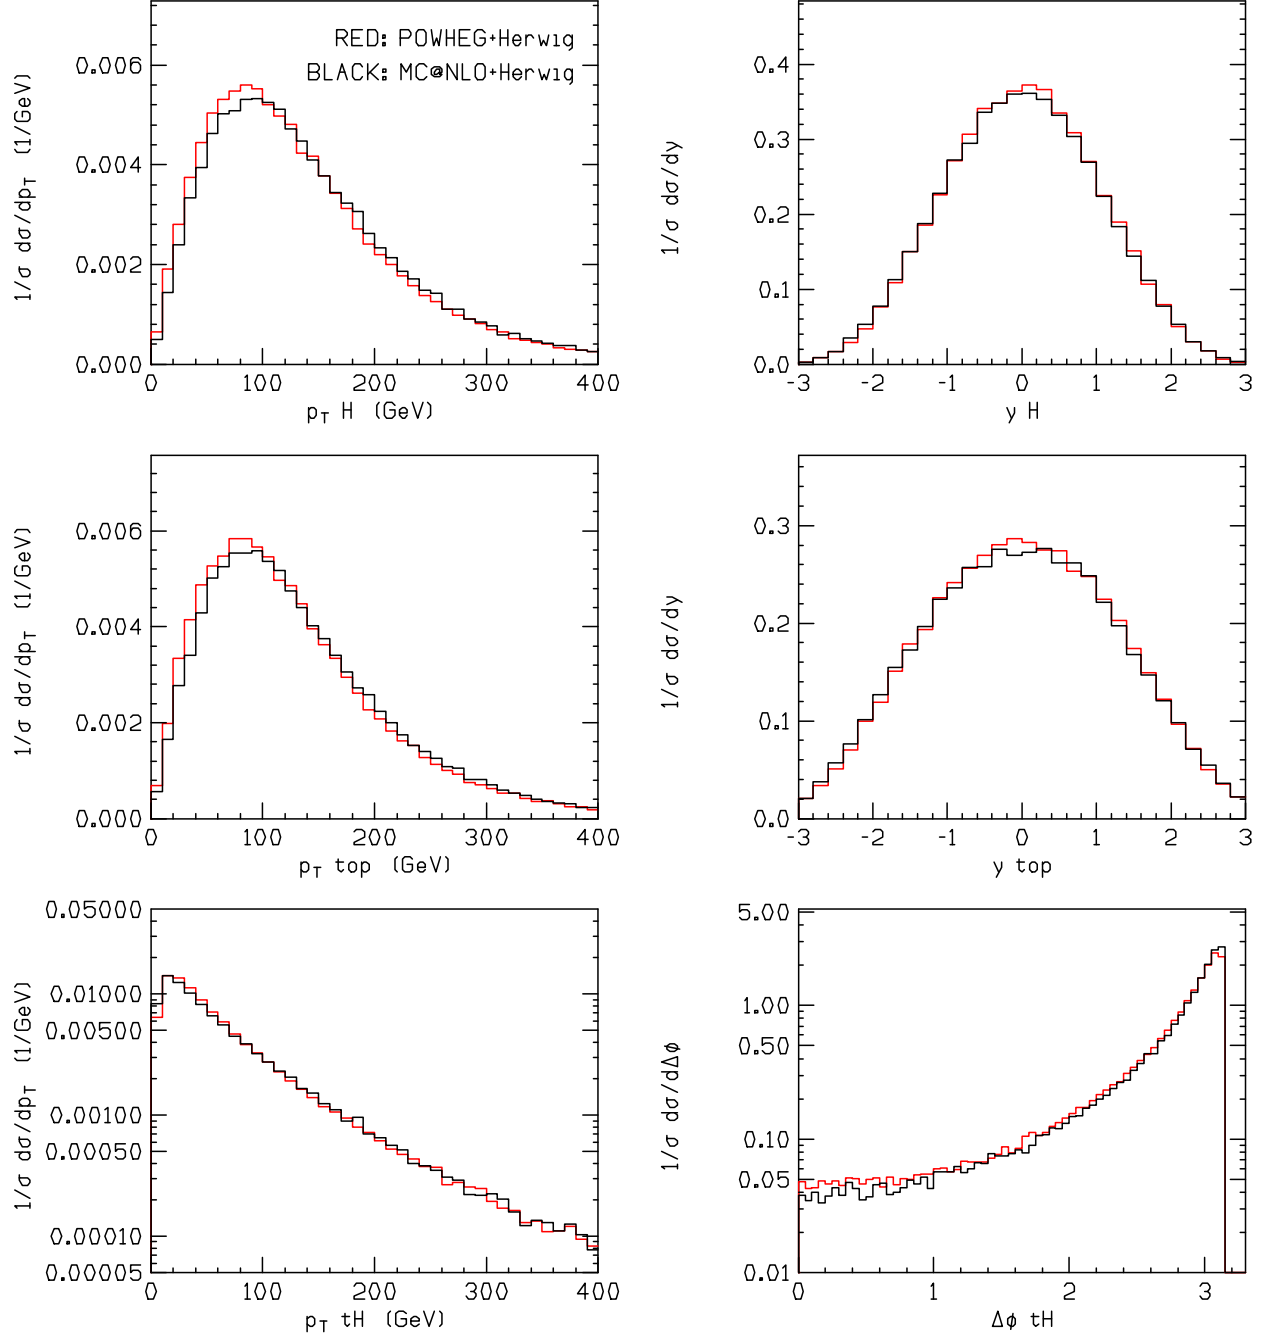 RED: POWHEG+Herwig
BLACK: MC@NLO+Herwig
1/σ dσ/dp_T (1/GeV)
0.006
0.004
0.002
0.000
0 100 200 300 400
p_T H (GeV)
1/σ dσ/dy
0.4
0.3
0.2
0.1
0.0
-3 -2 -1 0 1 2 3
y H
1/σ dσ/dp_T (1/GeV)
0.006
0.004
0.002
0.000
0 100 200 300 400
p_T top (GeV)
1/σ dσ/dy
0.3
0.2
0.1
0.0
-3 -2 -1 0 1 2 3
y top
1/σ dσ/dp_T (1/GeV)
0.05000
0.01000
0.00500
0.00100
0.00050
0.00010
0.00005
0 100 200 300 400
p_T tH (GeV)
1/σ dσ/dΔϕ
5.00
1.00
0.50
0.10
0.05
0.01
0 1 2 3
Δϕ tH